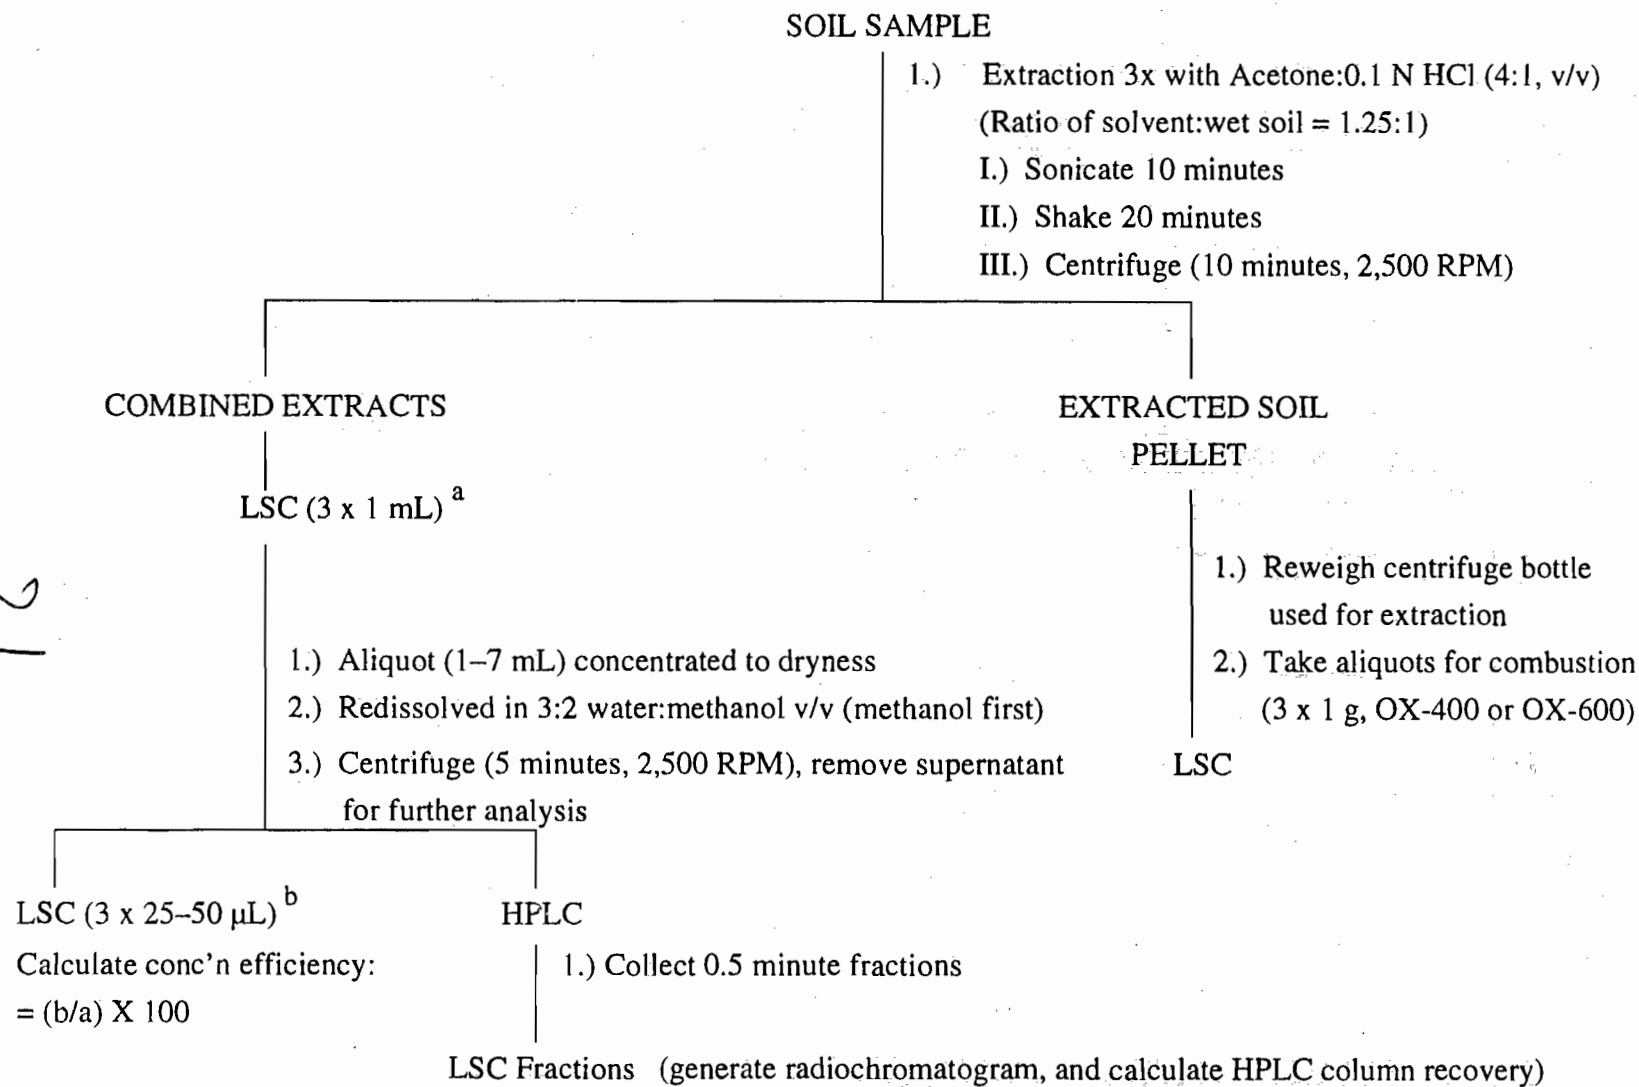 SOIL SAMPLE
1.) Extraction 3x with Acetone:0.1 N HCl (4:1, v/v)
(Ratio of solvent:wet soil = 1.25:1)
I.) Sonicate 10 minutes
II.) Shake 20 minutes
III.) Centrifuge (10 minutes, 2,500 RPM)
COMBINED EXTRACTS
LSC (3 x 1 mL) a
1.) Aliquot (1–7 mL) concentrated to dryness
2.) Redissolved in 3:2 water:methanol v/v (methanol first)
3.) Centrifuge (5 minutes, 2,500 RPM), remove supernatant
for further analysis
EXTRACTED SOIL
PELLET
1.) Reweigh centrifuge bottle
used for extraction
2.) Take aliquots for combustion
(3 x 1 g, OX-400 or OX-600)
LSC
LSC (3 x 25–50 µL) b
Calculate conc'n efficiency:
= (b/a) X 100
HPLC
1.) Collect 0.5 minute fractions
LSC Fractions (generate radiochromatogram, and calculate HPLC column recovery)